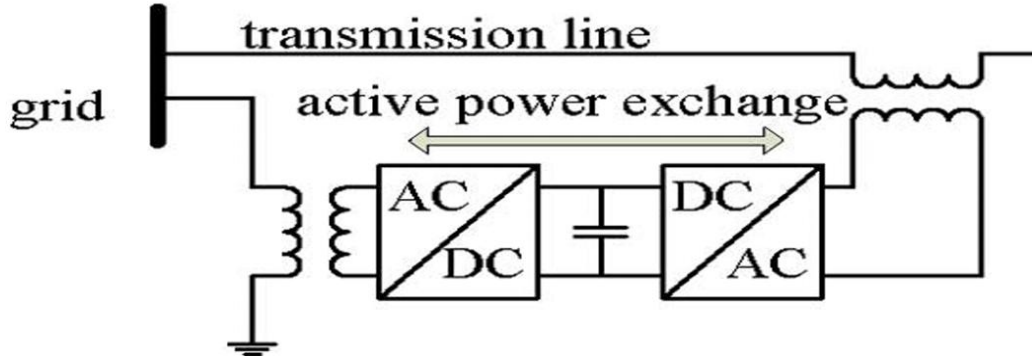 transmission line
grid
active power exchange
AC
DC
DC
AC